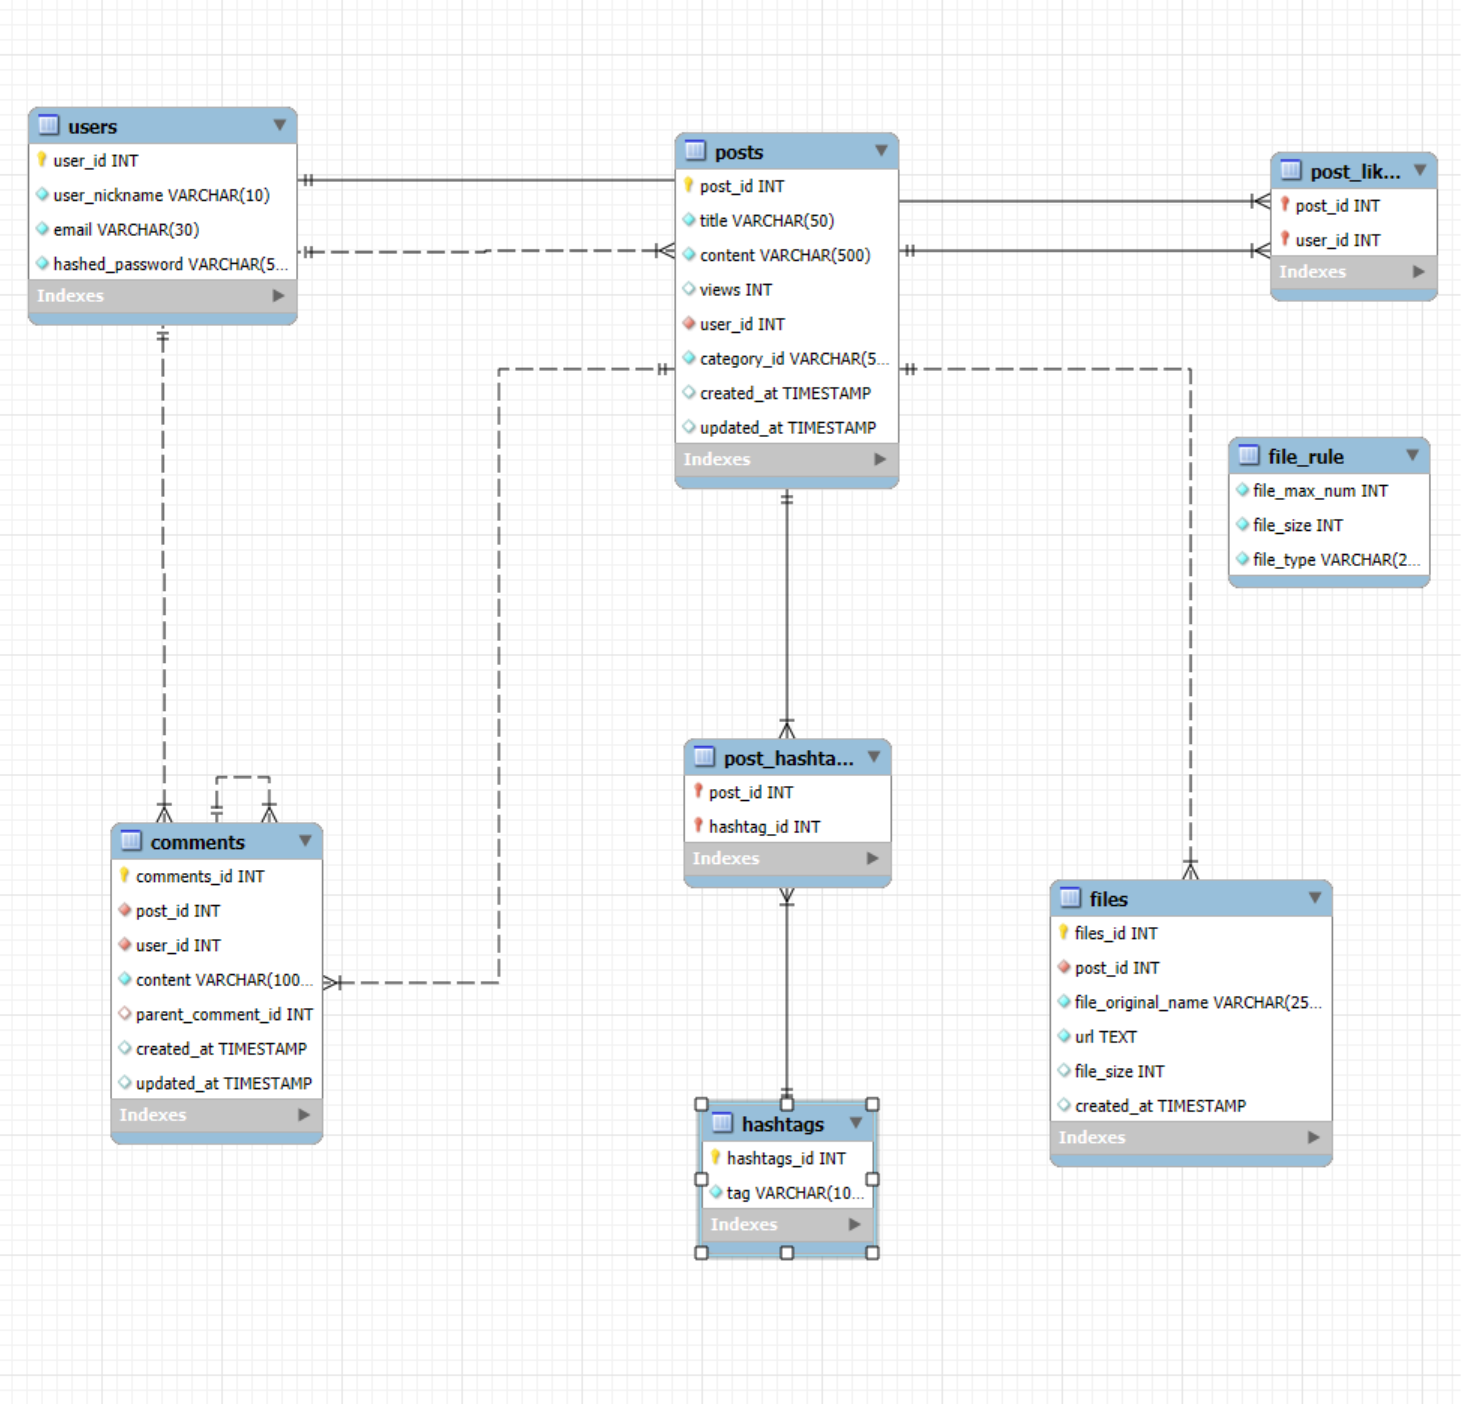 users
user_id INT
user_nickname VARCHAR(10)
email VARCHAR(30)
hashed_password VARCHAR(5...
Indexes
posts
post_id INT
title VARCHAR(50)
content VARCHAR(500)
views INT
user_id INT
category_id VARCHAR(5...
created_at TIMESTAMP
updated_at TIMESTAMP
Indexes
post_lik...
post_id INT
user_id INT
Indexes
file_rule
file_max_num INT
file_size INT
file_type VARCHAR(2...
post_hashta...
post_id INT
hashtag_id INT
Indexes
comments
comments_id INT
post_id INT
user_id INT
content VARCHAR(100...
parent_comment_id INT
created_at TIMESTAMP
updated_at TIMESTAMP
Indexes
files
files_id INT
post_id INT
file_original_name VARCHAR(25...
url TEXT
file_size INT
created_at TIMESTAMP
Indexes
hashtags
hashtags_id INT
tag VARCHAR(10...
Indexes